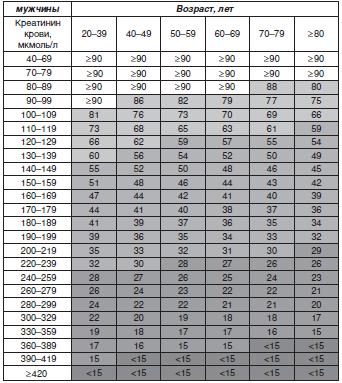 мужчины Возраст, лет
Креатинин крови, мкмоль/л 20–39 40–49 50–59 60–69 70–79 ≥80
40–69 ≥90 ≥90 ≥90 ≥90 ≥90 ≥90
70–79 ≥90 ≥90 ≥90 ≥90 ≥90 ≥90
80–89 ≥90 ≥90 ≥90 ≥90 88 80
90–99 ≥90 86 82 79 77 75
100–109 81 76 73 70 69 66
110–119 73 68 65 63 61 59
120–129 66 62 59 57 55 54
130–139 60 56 54 52 50 49
140–149 55 52 50 48 46 45
150–159 51 48 46 44 43 42
160–169 47 44 42 41 40 39
170–179 44 41 40 38 37 36
180–189 41 39 37 36 35 34
190–199 39 36 35 34 33 32
200–219 35 33 32 31 30 29
220–239 32 30 28 27 26 26
240–259 28 27 26 25 24 23
260–279 26 24 23 22 22 21
280–299 24 22 22 21 21 20
300–329 22 20 19 18 18 17
330–359 19 18 17 17 16 15
360–389 17 16 15 15 <15 <15
390–419 15 <15 <15 <15 <15 <15
≥420 <15 <15 <15 <15 <15 <15